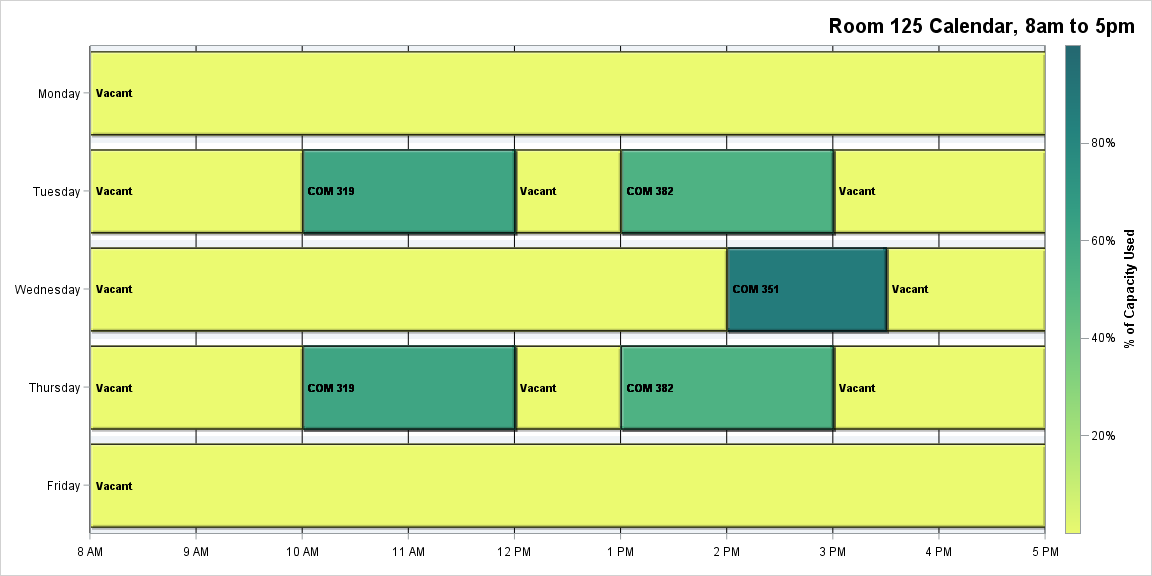 Room 125 Calendar, 8am to 5pm
Monday
Vacant
Tuesday
Vacant
COM 319
Vacant
COM 382
Vacant
Wednesday
Vacant
COM 351
Vacant
Thursday
Vacant
COM 319
Vacant
COM 382
Vacant
Friday
Vacant
8 AM
9 AM
10 AM
11 AM
12 PM
1 PM
2 PM
3 PM
4 PM
5 PM
80%
60%
40%
20%
% of Capacity Used